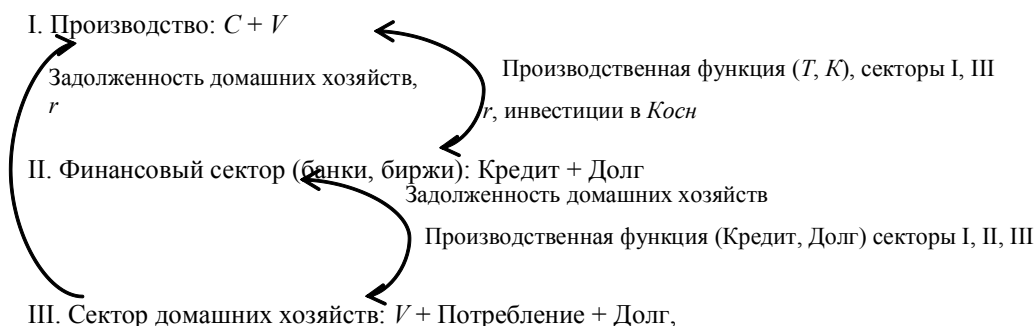 I. Производство: C + V
Задолженность домашних хозяйств,
r
Производственная функция (T, K), секторы I, III
r, инвестиции в Kосн
II. Финансовый сектор (банки, биржи): Кредит + Долг
Задолженность домашних хозяйств
Производственная функция (Кредит, Долг) секторы I, II, III
III. Сектор домашних хозяйств: V + Потребление + Долг,